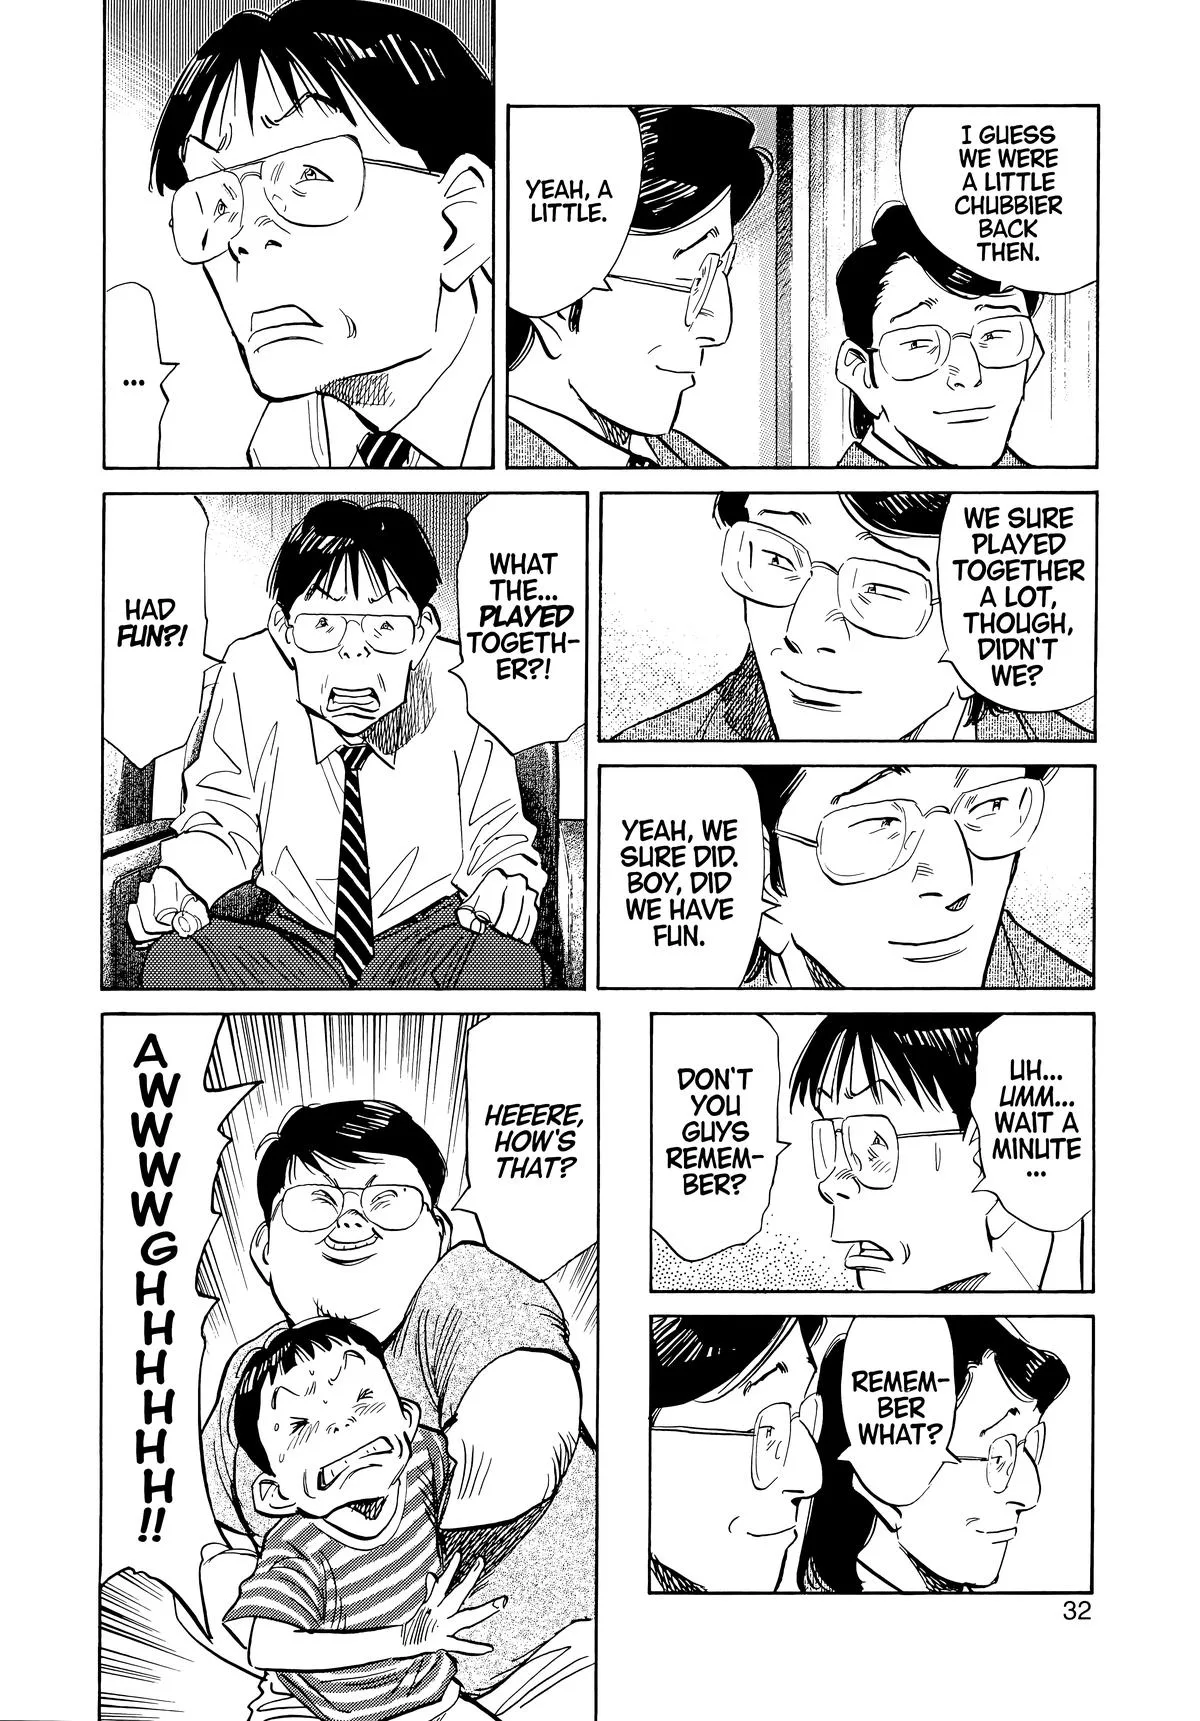 I GUESS
WE WERE
A LITTLE
CHUBBIER
BACK
THEN.
YEAH, A
LITTLE.
...
WE SURE
PLAYED
TOGETHER
A LOT,
THOUGH,
DIDN'T
WE?
YEAH, WE
SURE DID.
BOY, DID
WE HAVE
FUN.
WHAT
THE...
PLAYED
TOGETH-
ER?!
HAD
FUN?!
UH...
UMM...
WAIT A
MINUTE
...
DON'T
YOU
GUYS
REMEM-
BER?
REMEM-
BER
WHAT?
HEEERE,
HOW'S
THAT?
AWWWWGHHHHHH!!
32